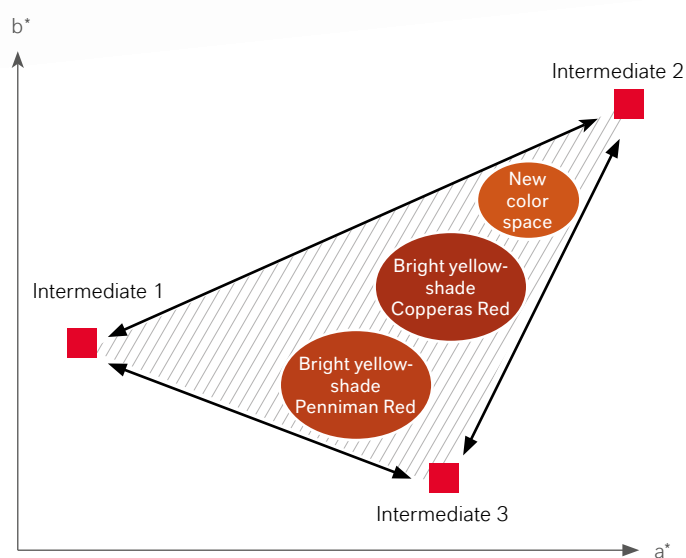 b*
Intermediate 2
New
color
space
Bright yellow-
shade
Copperas Red
Intermediate 1
Bright yellow-
shade
Penniman Red
Intermediate 3
a*